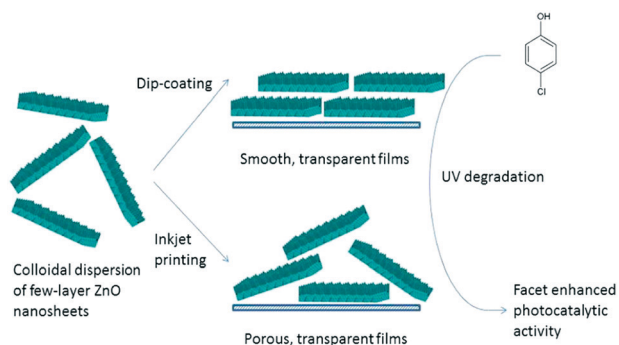 OH
Cl
Dip-coating
Smooth, transparent films
UV degradation
Inkjet
printing
Colloidal dispersion
of few-layer ZnO
nanosheets
Porous, transparent films
Facet enhanced
photocatalytic
activity